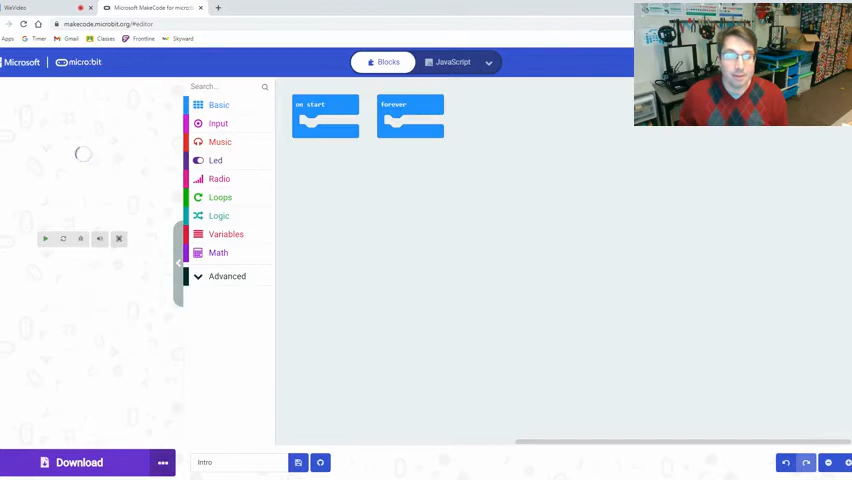 WeVideo
Microsoft MakeCode for micro:b
makecode.microbit.org/#editor
Apps
Timer
Gmail
Classes
Frontline
Skyward
Microsoft
micro:bit
Blocks
JavaScript
Search...
Basic
Input
Music
Led
Radio
Loops
Logic
Variables
Math
Advanced
on start
forever
Download
Intro